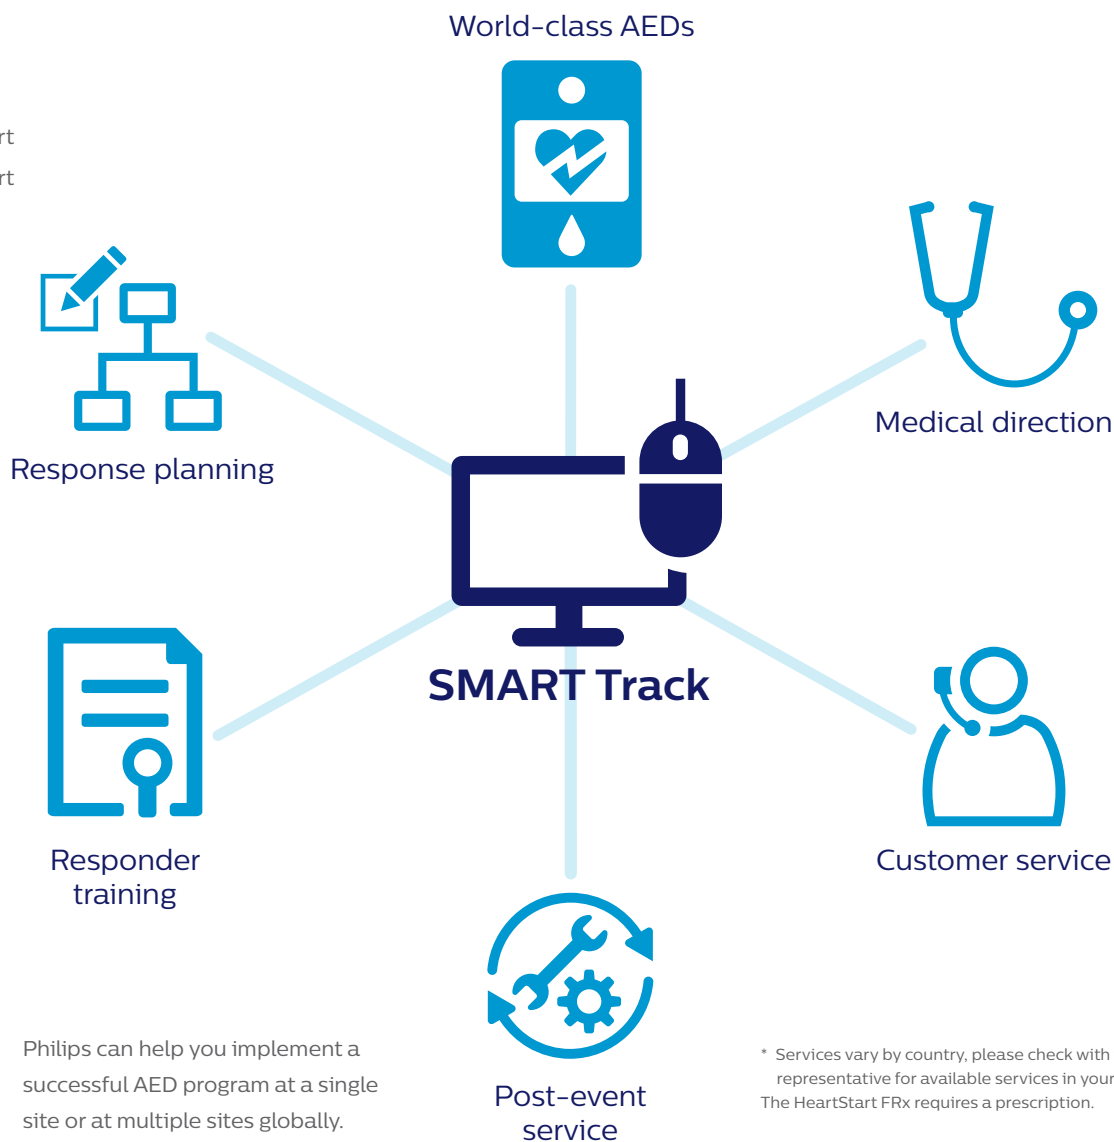 World-class AEDs
Medical direction
Response planning
SMART Track
Responder
training
Customer service
Post-event
service
Philips can help you implement a
successful AED program at a single
site or at multiple sites globally.
* Services vary by country, please check with
representative for available services in your
The HeartStart FRx requires a prescription.